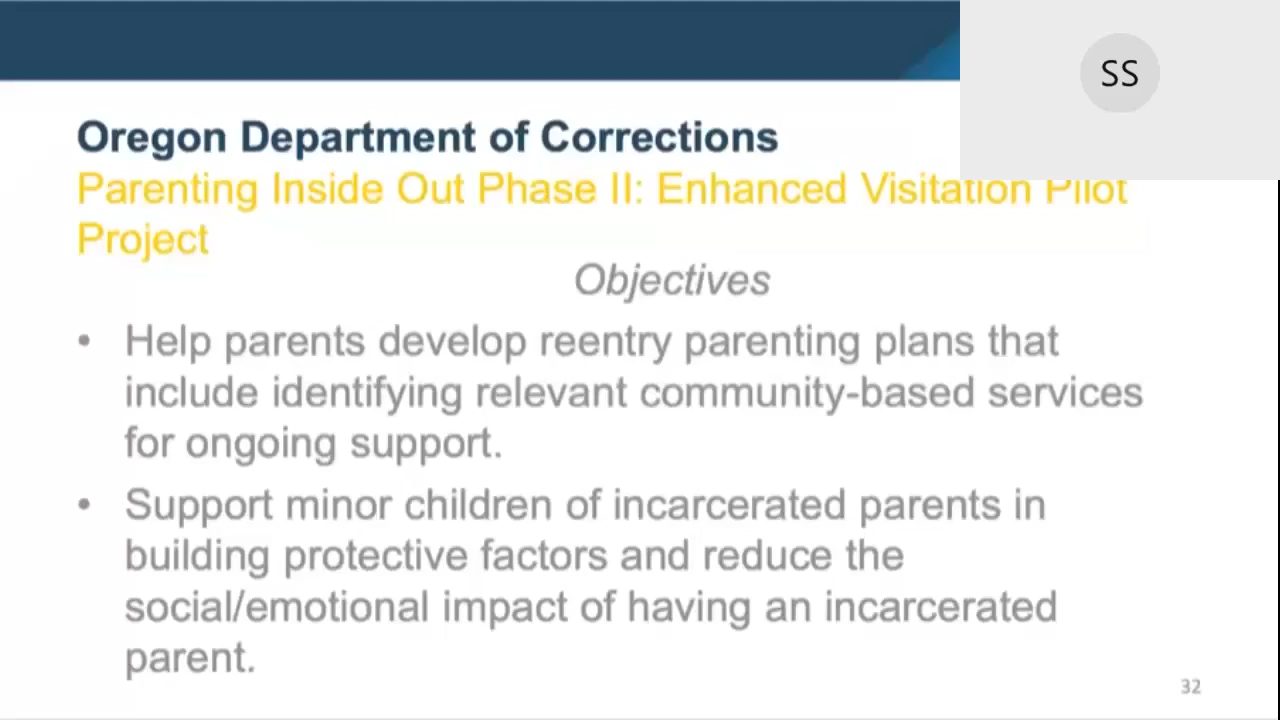 SS
Oregon Department of Corrections
Parenting Inside Out Phase II: Enhanced Visitation Pilot
Project
Objectives
• Help parents develop reentry parenting plans that
include identifying relevant community-based services
for ongoing support.
• Support minor children of incarcerated parents in
building protective factors and reduce the
social/emotional impact of having an incarcerated
parent.
32